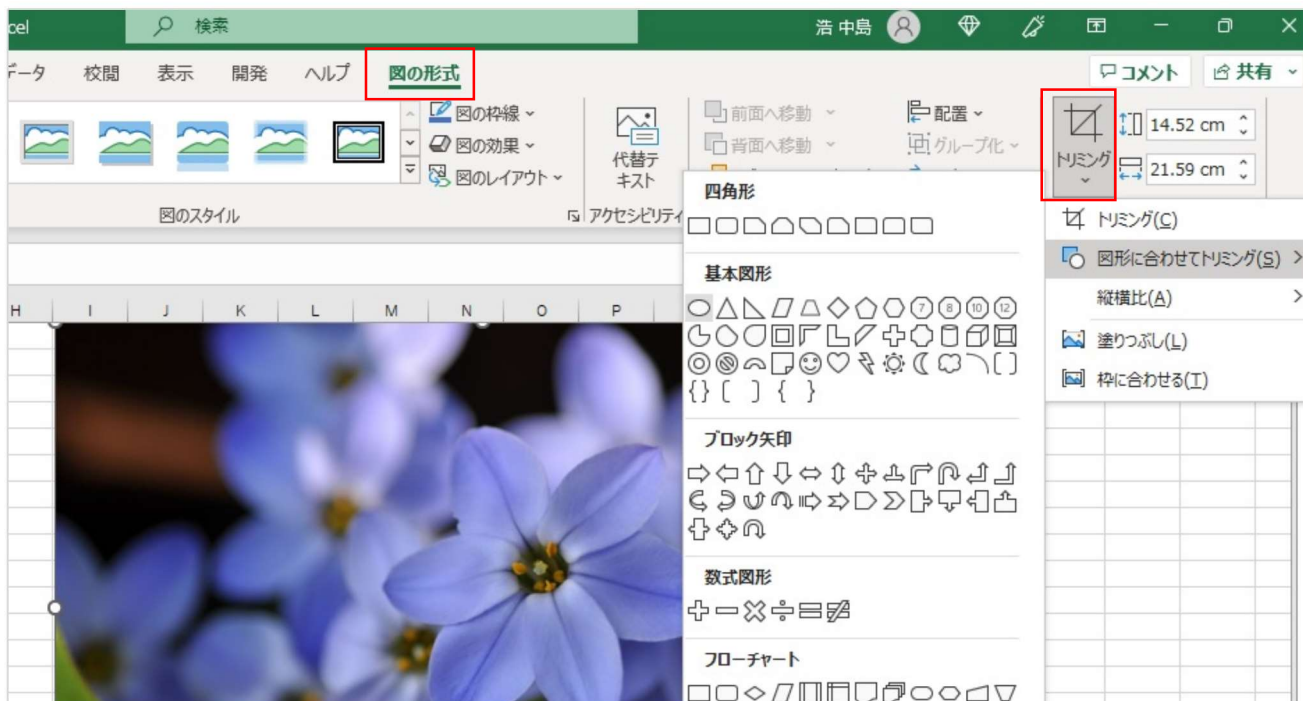 cel
検索
浩 中島
データ 校閲 表示 開発 ヘルプ 図の形式
コメント 共有
図の枠線
図の効果
図のレイアウト
代替テ
キスト
前面へ移動
背面へ移動
配置
グループ化
トリミング
14.52 cm
21.59 cm
図のスタイル
アクセシビリティ
四角形
基本図形
7 8 10 12
ブロック矢印
数式図形
フローチャート
トリミング(C)
図形に合わせてトリミング(S)
縦横比(A)
塗りつぶし(L)
枠に合わせる(T)
H I J K L M N O P